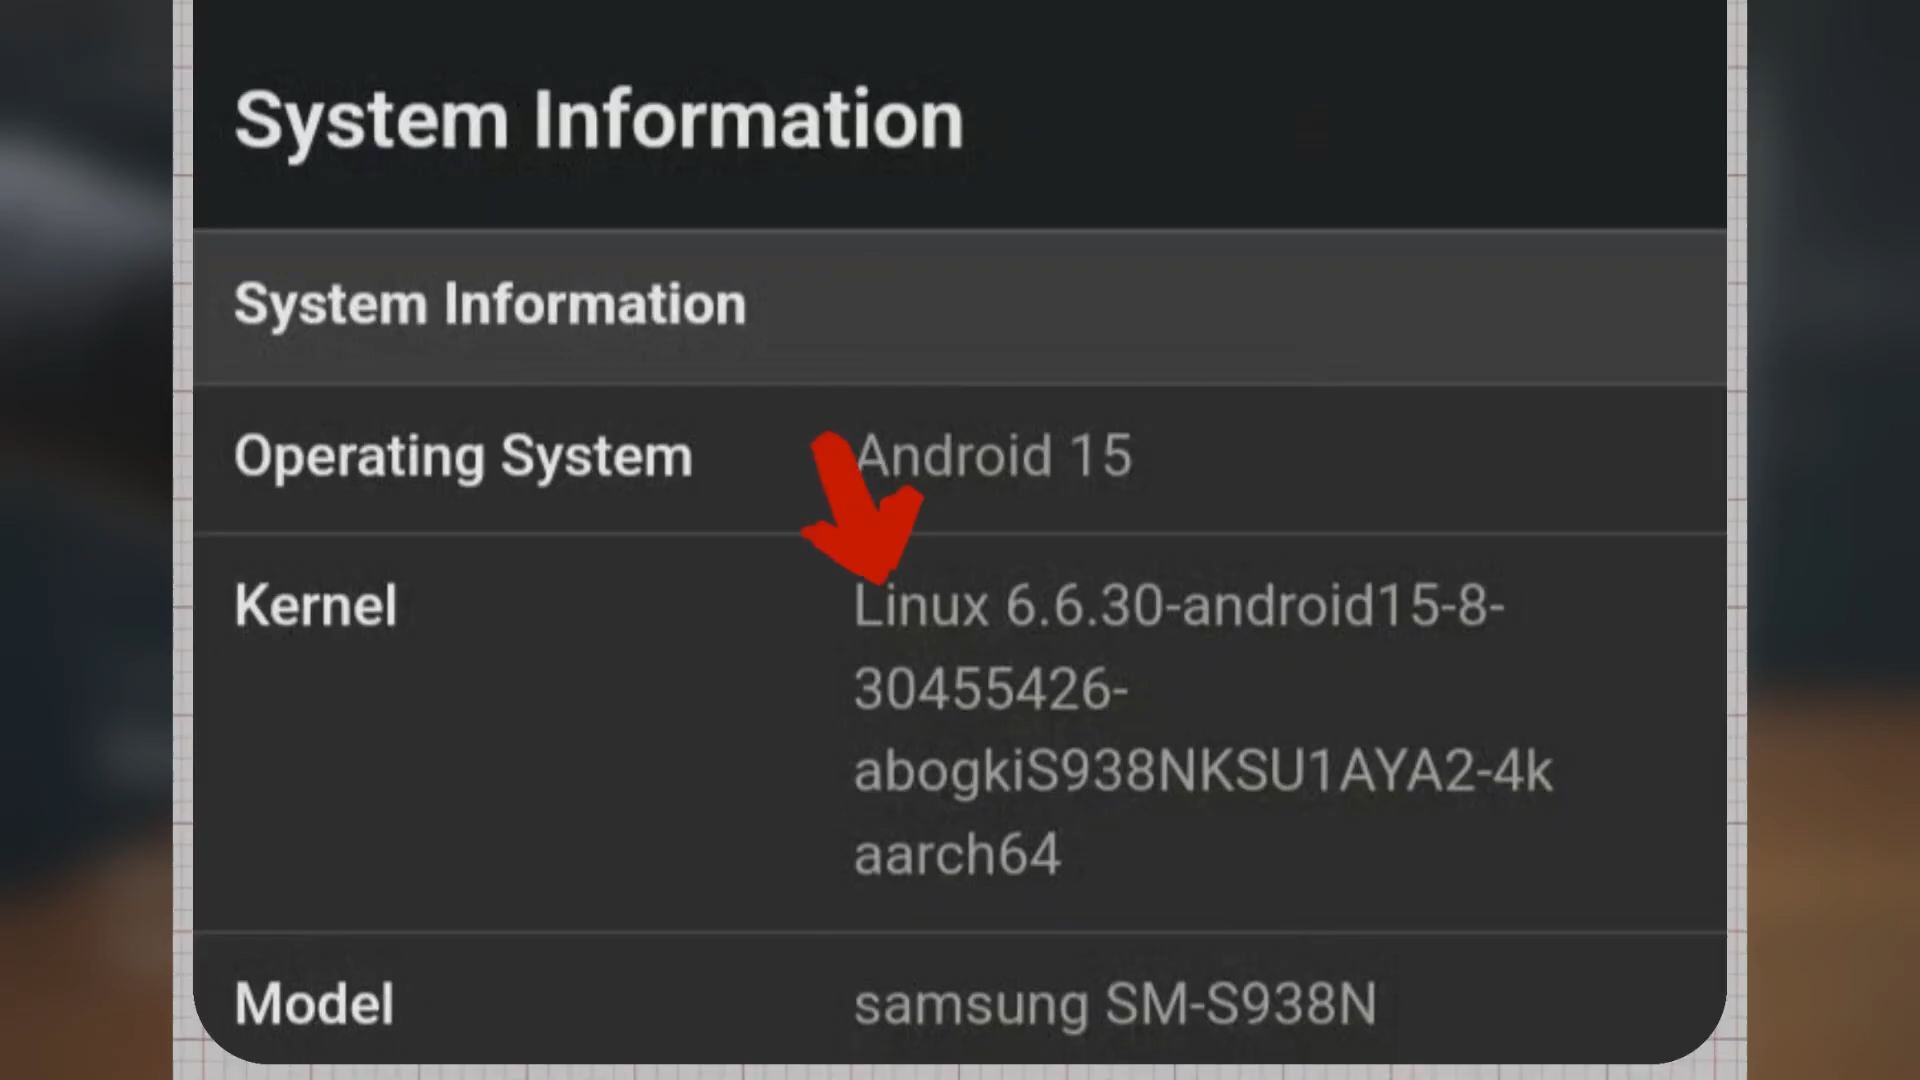 System Information
System Information
Operating System Android 15
Kernel Linux 6.6.30-android15-8-
30455426-
abogkiS938NKSU1AYA2-4k
aarch64
Model samsung SM-S938N